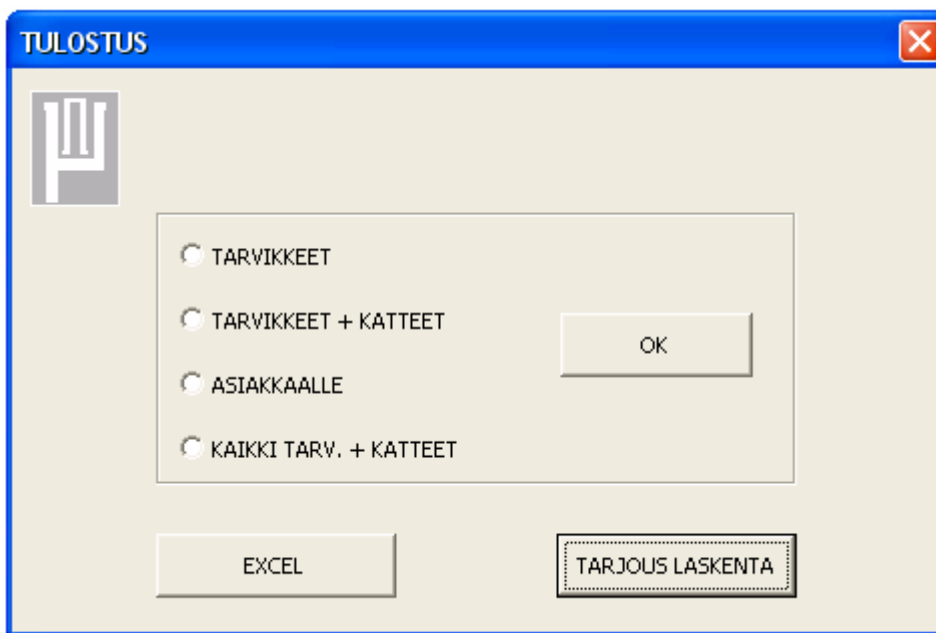 TULOSTUS
TARVIKKEET
TARVIKKEET + KATTEET
OK
ASIAKKAALLE
KAIKKI TARV. + KATTEET
EXCEL
TARJOUS LASKENTA